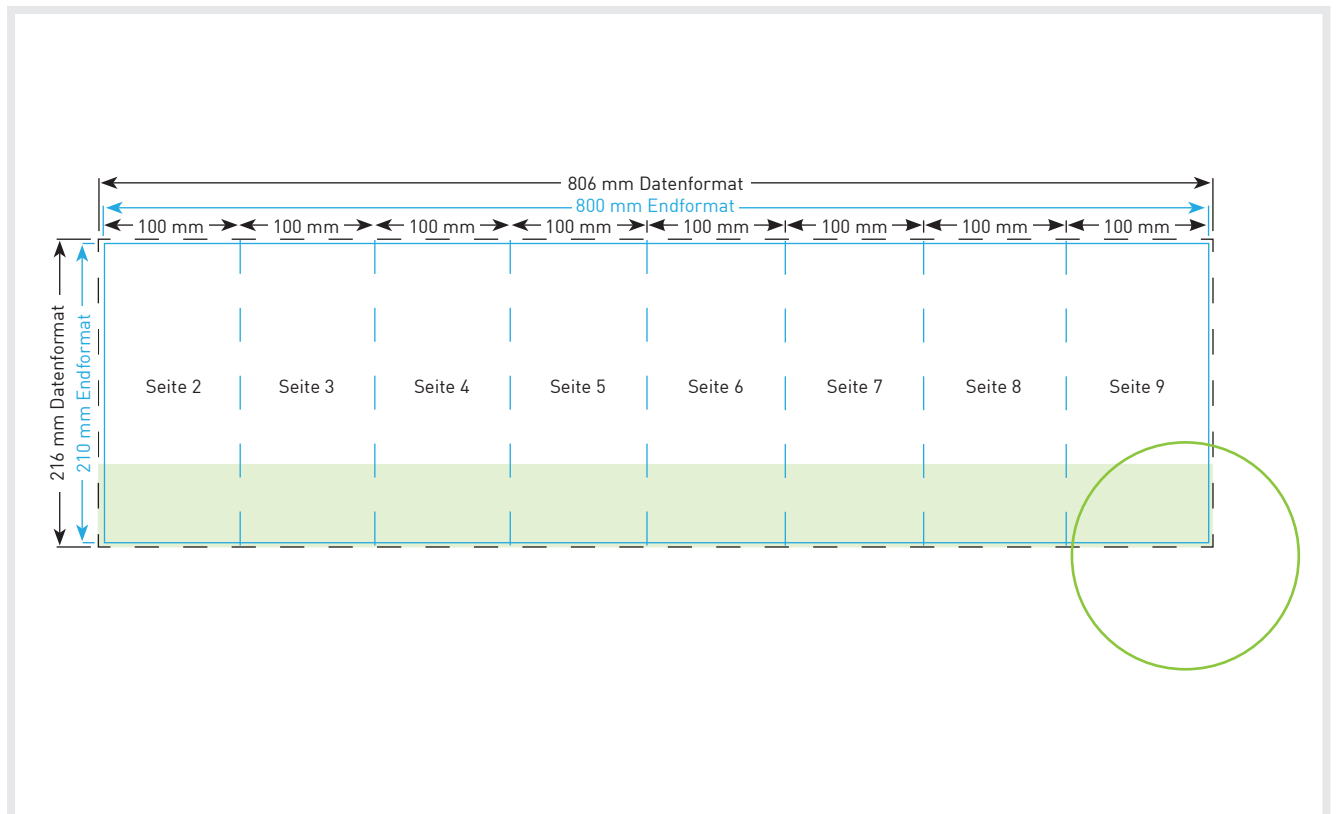 806 mm Datenformat
800 mm Endformat
100 mm 100 mm 100 mm 100 mm 100 mm 100 mm 100 mm 100 mm
216 mm Datenformat
210 mm Endformat
Seite 2 Seite 3 Seite 4 Seite 5 Seite 6 Seite 7 Seite 8 Seite 9